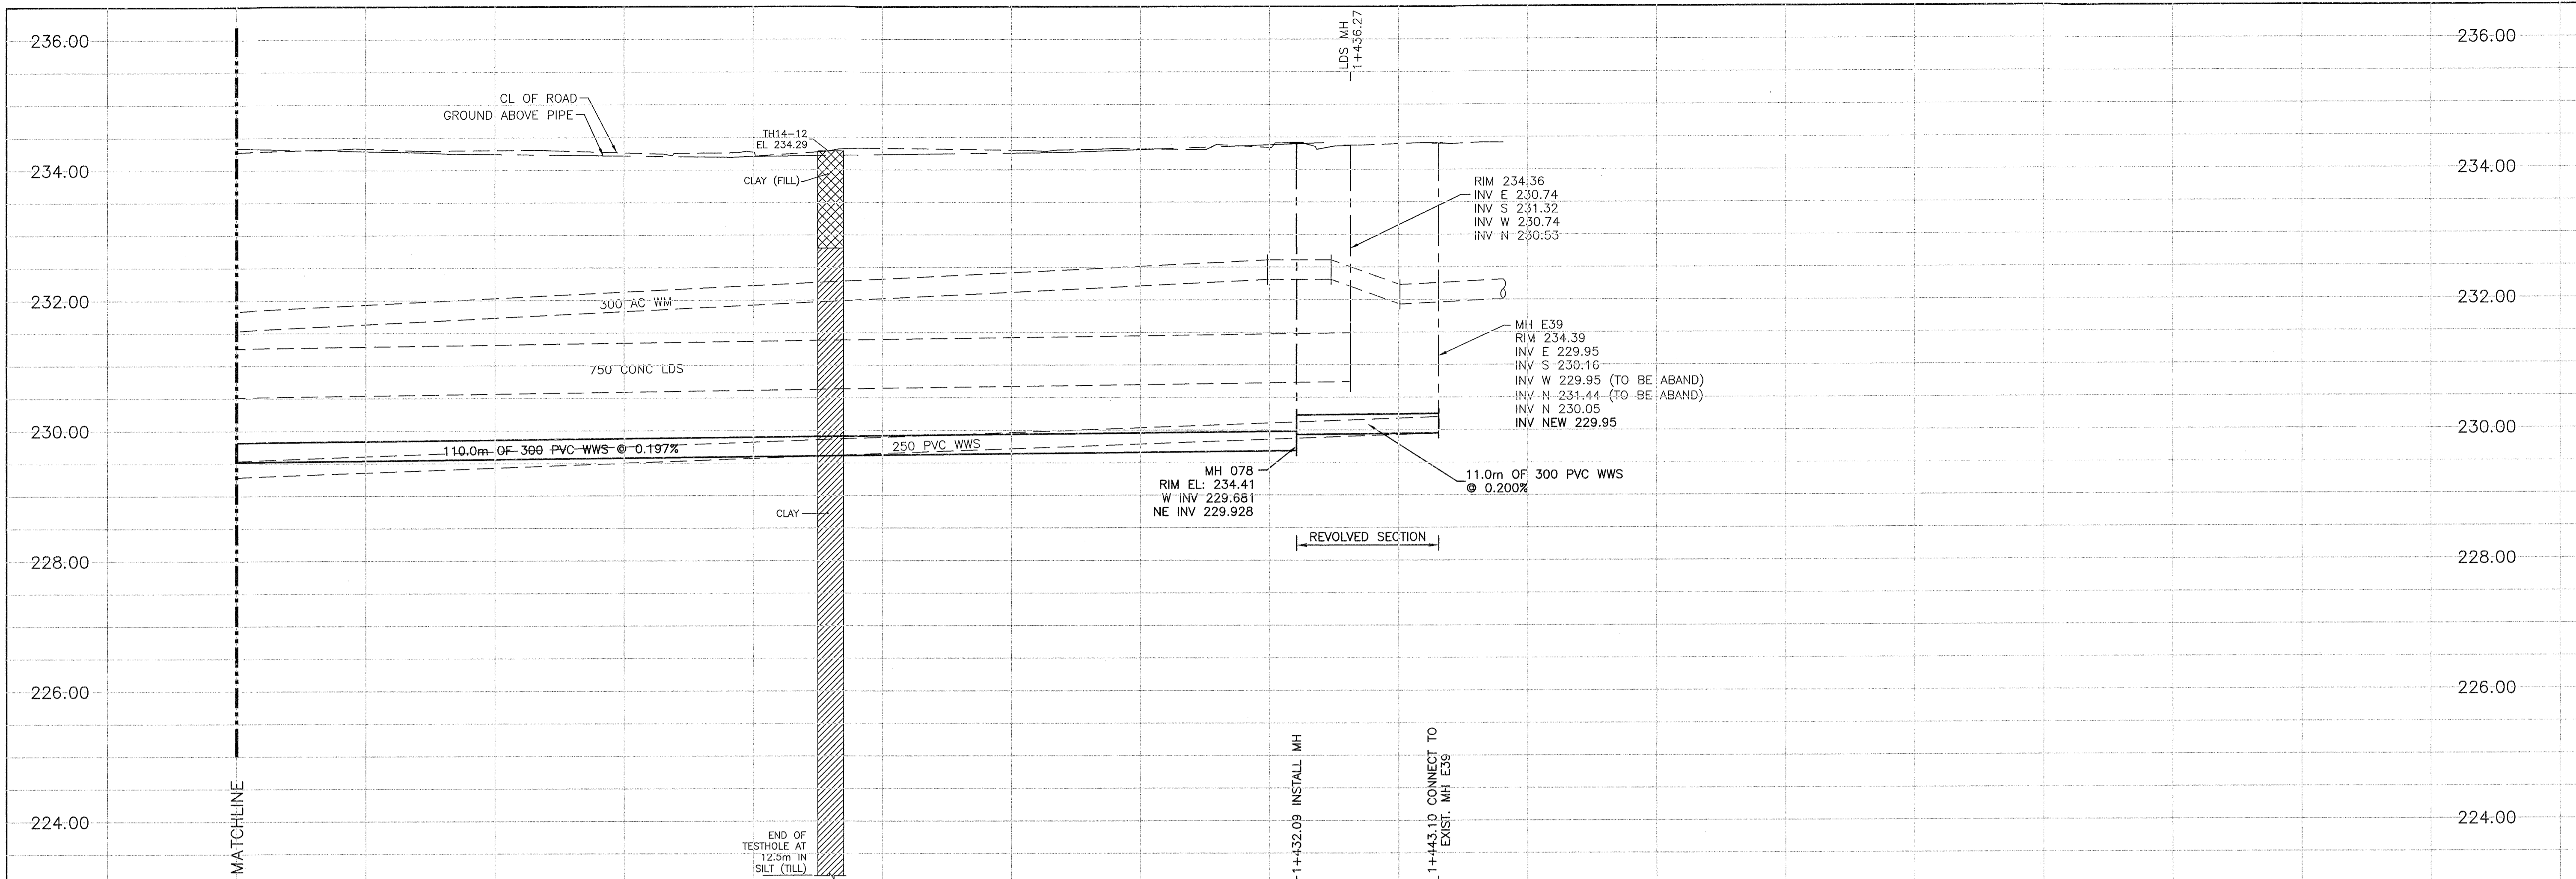 LDS MH
1+436.27
236.00
236.00
CL OF ROAD
GROUND ABOVE PIPE
TH14-12
EL 234.29
234.00
234.00
CLAY (FILL)
RIM 234.36
INV E 230.74
INV S 231.32
INV W 230.74
INV N 230.53
232.00
300 AC WM
232.00
MH E39
RIM 234.39
INV E 229.95
INV S 230.16
INV W 229.95 (TO BE ABAND)
INV N 231.44 (TO BE ABAND)
INV N 230.05
INV NEW 229.95
750 CONC LDS
230.00
230.00
110.0m OF 300 PVC WWS @ 0.197%
250 PVC WWS
MH 078
RIM EL: 234.41
W INV 229.681
NE INV 229.928
11.0m OF 300 PVC WWS
@ 0.200%
CLAY
REVOLVED SECTION
228.00
228.00
226.00
226.00
MATCHLINE
1+432.09 INSTALL MH
1+443.10 CONNECT TO
EXIST. MH E39
224.00
224.00
END OF
TESTHOLE AT
12.5m IN
SILT (TILL)